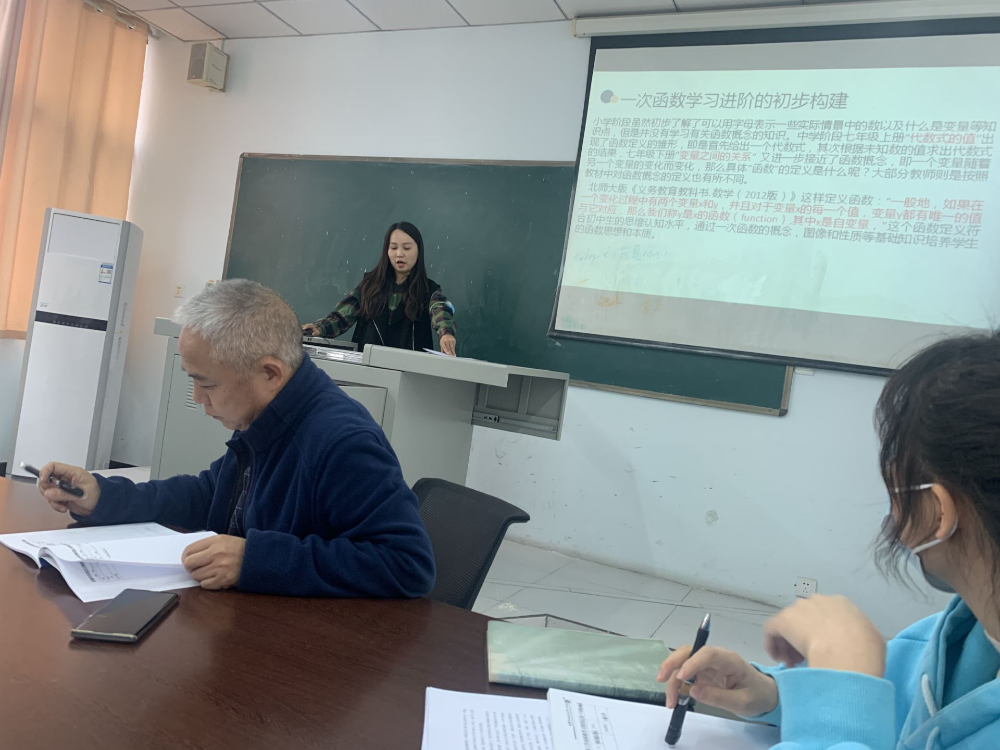 一次函数学习进阶的初步构建
小学阶段虽然初步了解了可以用字母表示一些实际情景中的数以及什么是变量等知
识点，但是并没有学习有关函数概念的知识。中学阶段七年级上册“代数式的值”出
现了函数定义的雏形，即是首先给出一个代数式，其次根据未知数的值求出代数式
的结果，七年级下册“变量之间的关系” 又进一步接近了函数概念，即一个变量随着
另一个变量的变化而变化，那么具体“函数”的定义是什么呢？大部分教师则是按照
教材中对函数概念的定义也有所不同。
北师大版《义务教育教科书.数学（2012版）》这样定义函数：“一般地，如果在
一个变化过程中有两个变量x和y，并且对于变量x的每一个值，变量y都有唯一的值
与它对应，那么我们称y是x的函数（function）,其中x是自变量，”这个函数定义符
合初中生的思维认知水平，通过一次函数的概念，图像和性质等基础知识培养学生
的函数思想和本质。